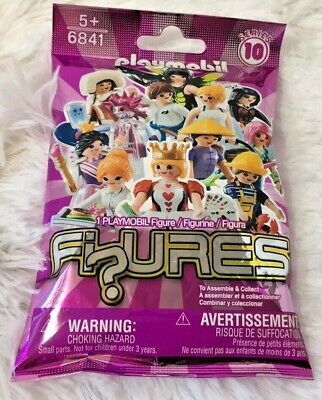 5+
6841
playmobil
SERIES
10
1 PLAYMOBIL Figure / Figurine / Figura
Fi?URES
To Assemble & Collect
A assembler et à collectionner
Combinar y coleccionar
WARNING:
CHOKING HAZARD
Small parts. Not for children under 3 years.
AVERTISSEMENT
RISQUE DE SUFFOCATION
Présence de petits éléments.
Ne convient pas aux enfants de moins de 3 ans.